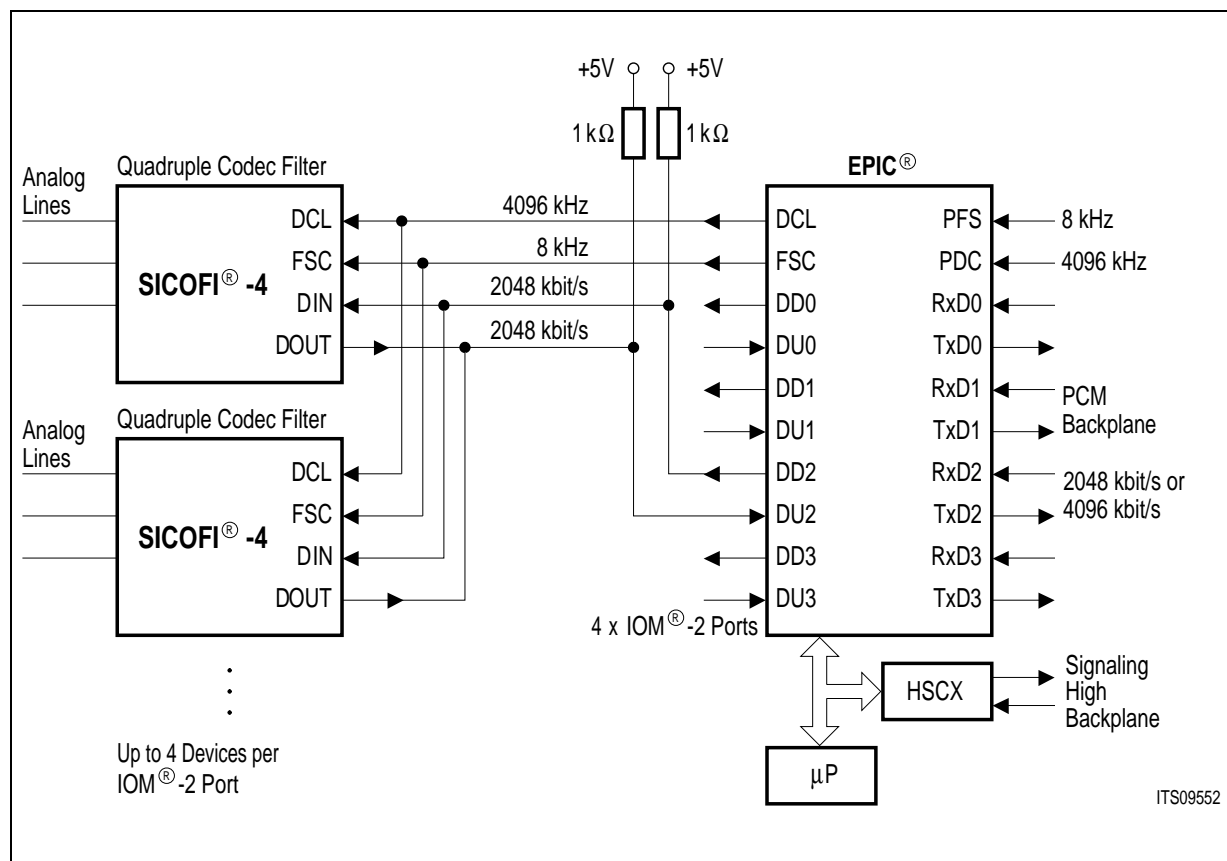 +5V
+5V
1kΩ
1kΩ
Quadruple Codec Filter
Analog
Lines
SICOFI® -4
DCL
FSC
DIN
DOUT
4096 kHz
8 kHz
2048 kbit/s
2048 kbit/s
Quadruple Codec Filter
Analog
Lines
SICOFI® -4
DCL
FSC
DIN
DOUT
Up to 4 Devices per
IOM®-2 Port
EPIC®
DCL
FSC
DD0
DU0
DD1
DU1
DD2
DU2
DD3
DU3
PFS
PDC
RxD0
TxD0
RxD1
TxD1
RxD2
TxD2
RxD3
TxD3
8 kHz
4096 kHz
PCM
Backplane
2048 kbit/s or
4096 kbit/s
4 x IOM®-2 Ports
HSCX
Signaling
High
Backplane
µP
ITS09552